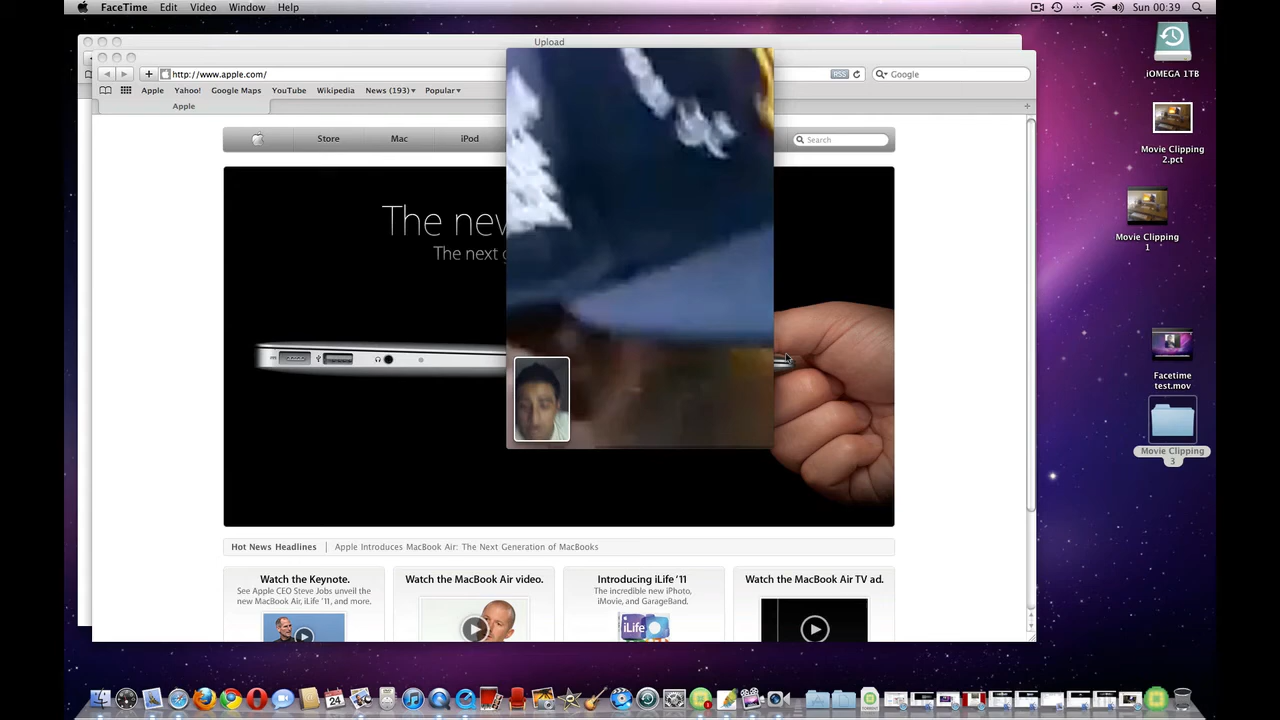 FaceTime Edit Video Window Help Sun 00:39
Upload
http://www.apple.com/ RSS Google
Apple Yahoo! Google Maps YouTube Wikipedia News (193) Popular
Apple
Store Mac iPod Search
The new
The next g
Hot News Headlines Apple Introduces MacBook Air: The Next Generation of MacBooks
Watch the Keynote.
See Apple CEO Steve Jobs unveil the
new MacBook Air, iLife '11, and more.
Watch the MacBook Air video.
Introducing iLife '11
The incredible new iPhoto,
iMovie, and GarageBand.
iLife
Watch the MacBook Air TV ad.
iOMEGA 1TB
Movie Clipping
2.pct
Movie Clipping
1
Facetime
test.mov
Movie Clipping
3